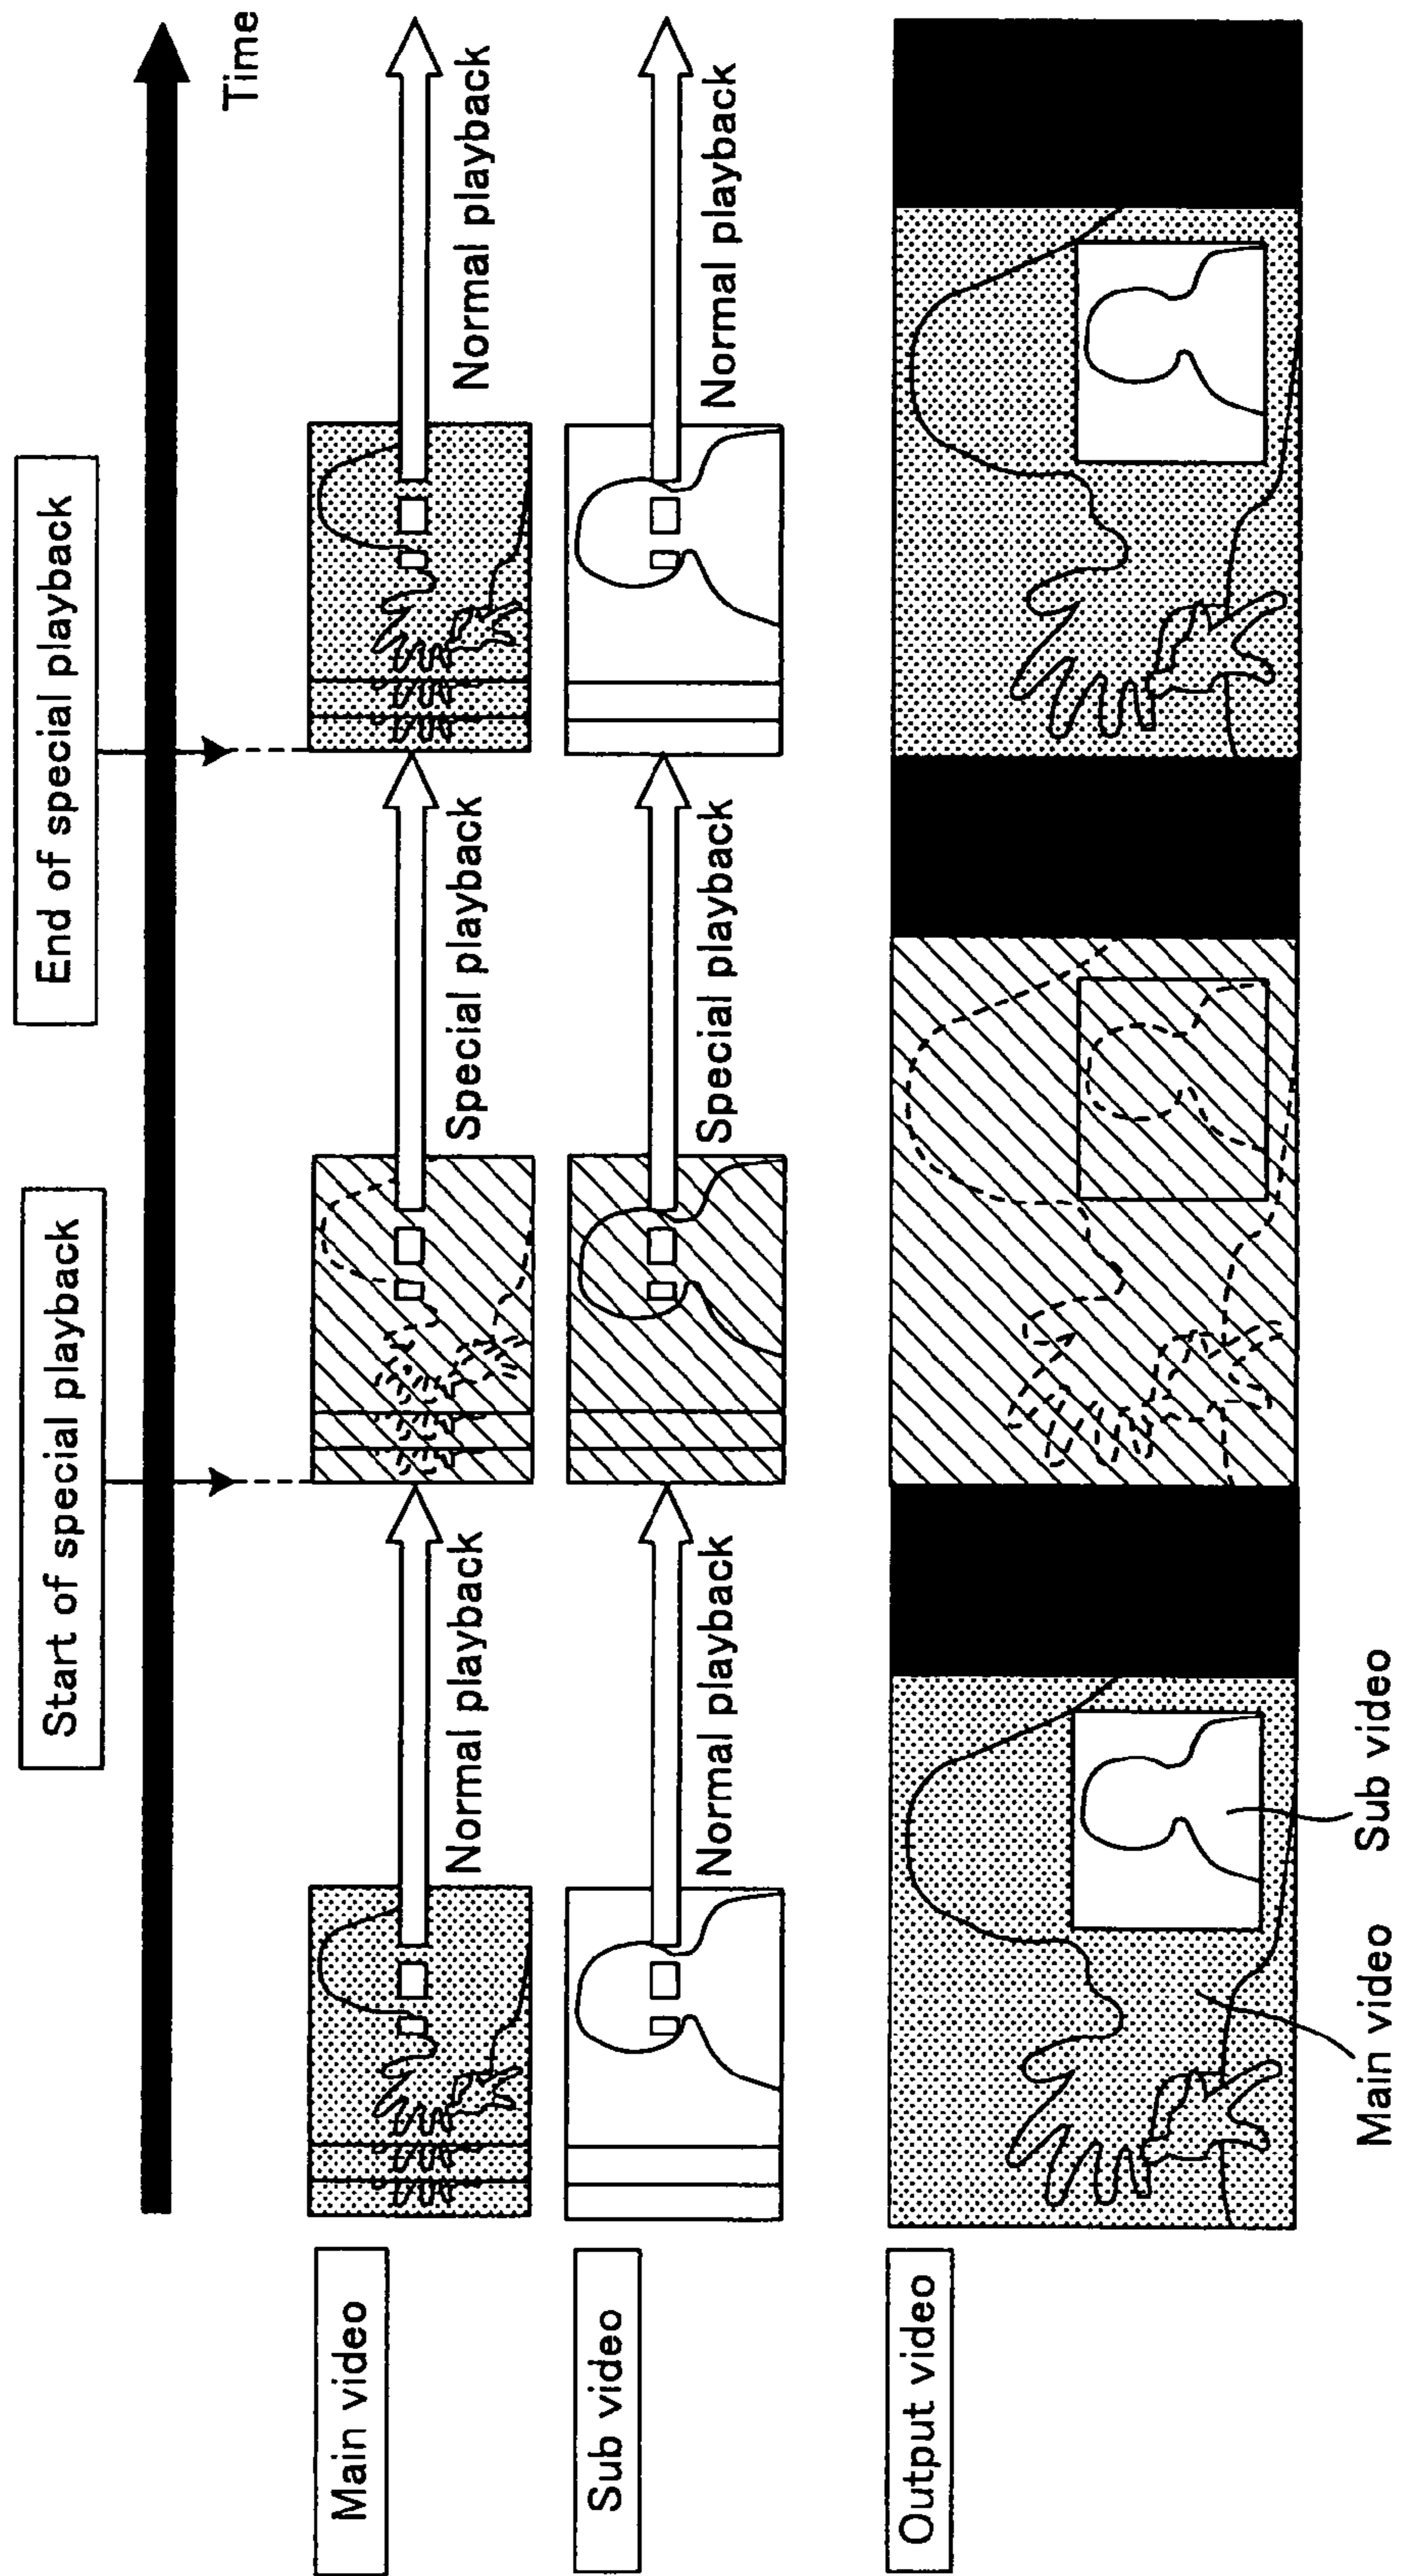 Start of special playback
End of special playback
Time
Main video
Normal playback
Special playback
Normal playback
Sub video
Normal playback
Special playback
Normal playback
Output video
Main video
Sub video